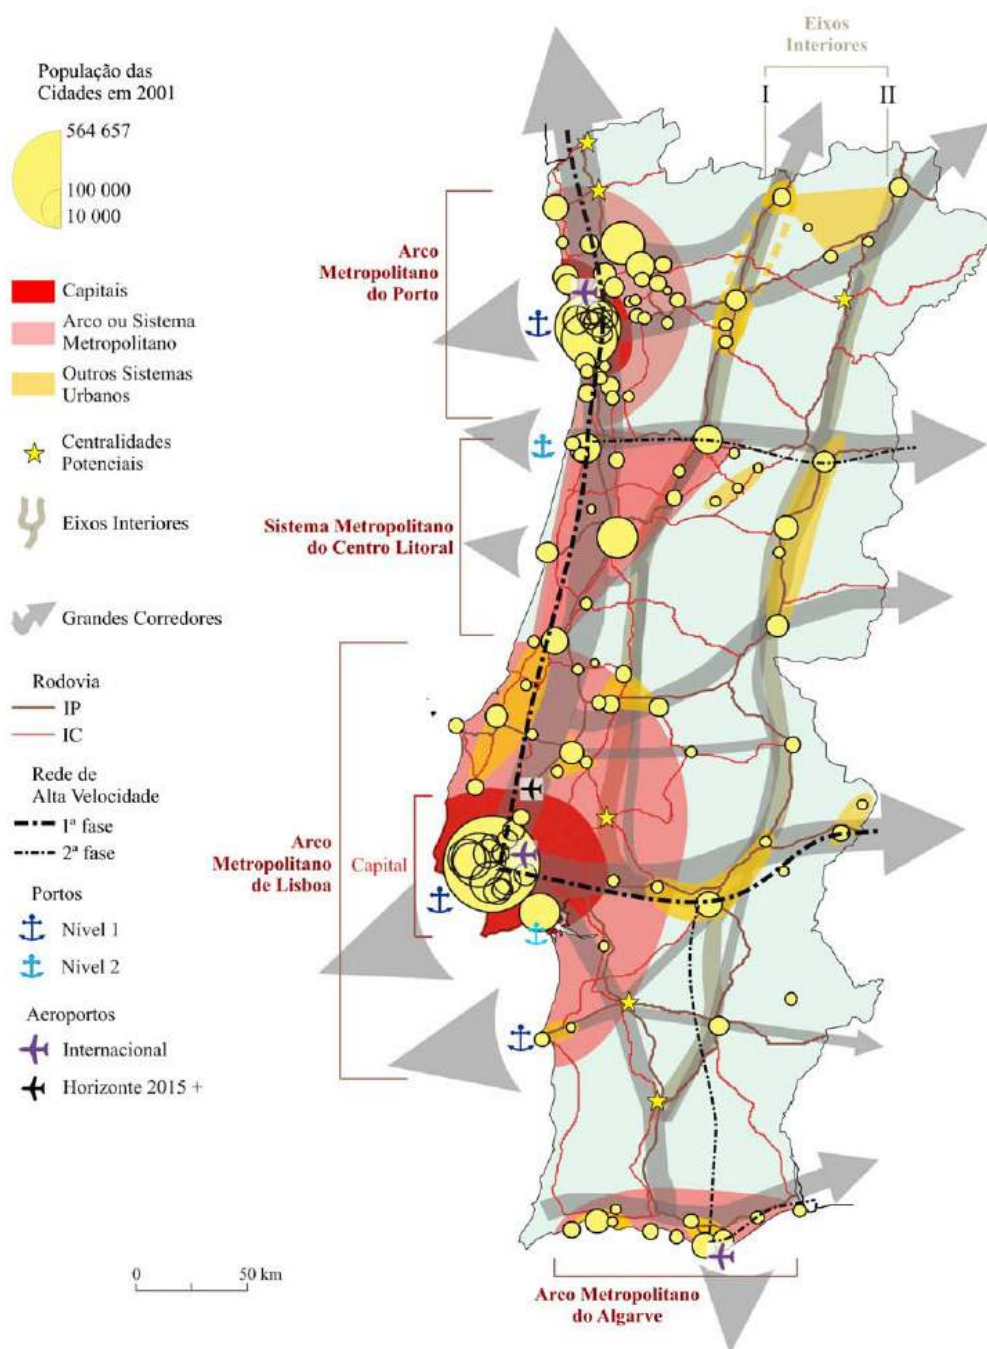 Eixos
Interiores
I
II
População das
Cidades em 2001
564 657
100 000
10 000
Capitais
Arco ou Sistema
Metropolitano
Outros Sistemas
Urbanos
Centralidades
Potenciais
Eixos Interiores
Grandes Corredores
Rodovia
IP
IC
Rede de
Alta Velocidade
1ª fase
2ª fase
Portos
Nível 1
Nível 2
Aeroportos
Internacional
Horizonte 2015 +
Arco
Metropolitano
do Porto
Sistema Metropolitano
do Centro Litoral
Arco
Metropolitano
de Lisboa
Capital
Arco Metropolitano
do Algarve
0
50 km